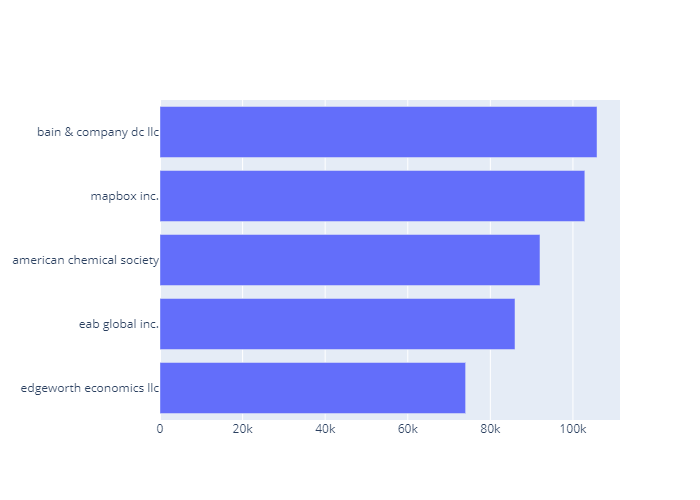 bain & company dc llc
mapbox inc.
american chemical society
eab global inc.
edgeworth economics llc
0 20k 40k 60k 80k 100k